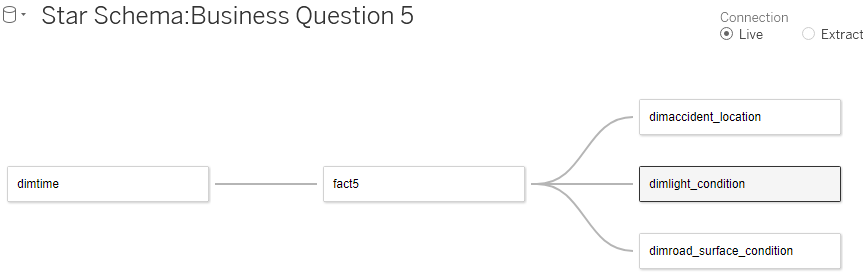 Star Schema:Business Question 5
Connection
Live
Extract
dimaccident_location
dimtime
fact5
dimlight_condition
dimroad_surface_condition